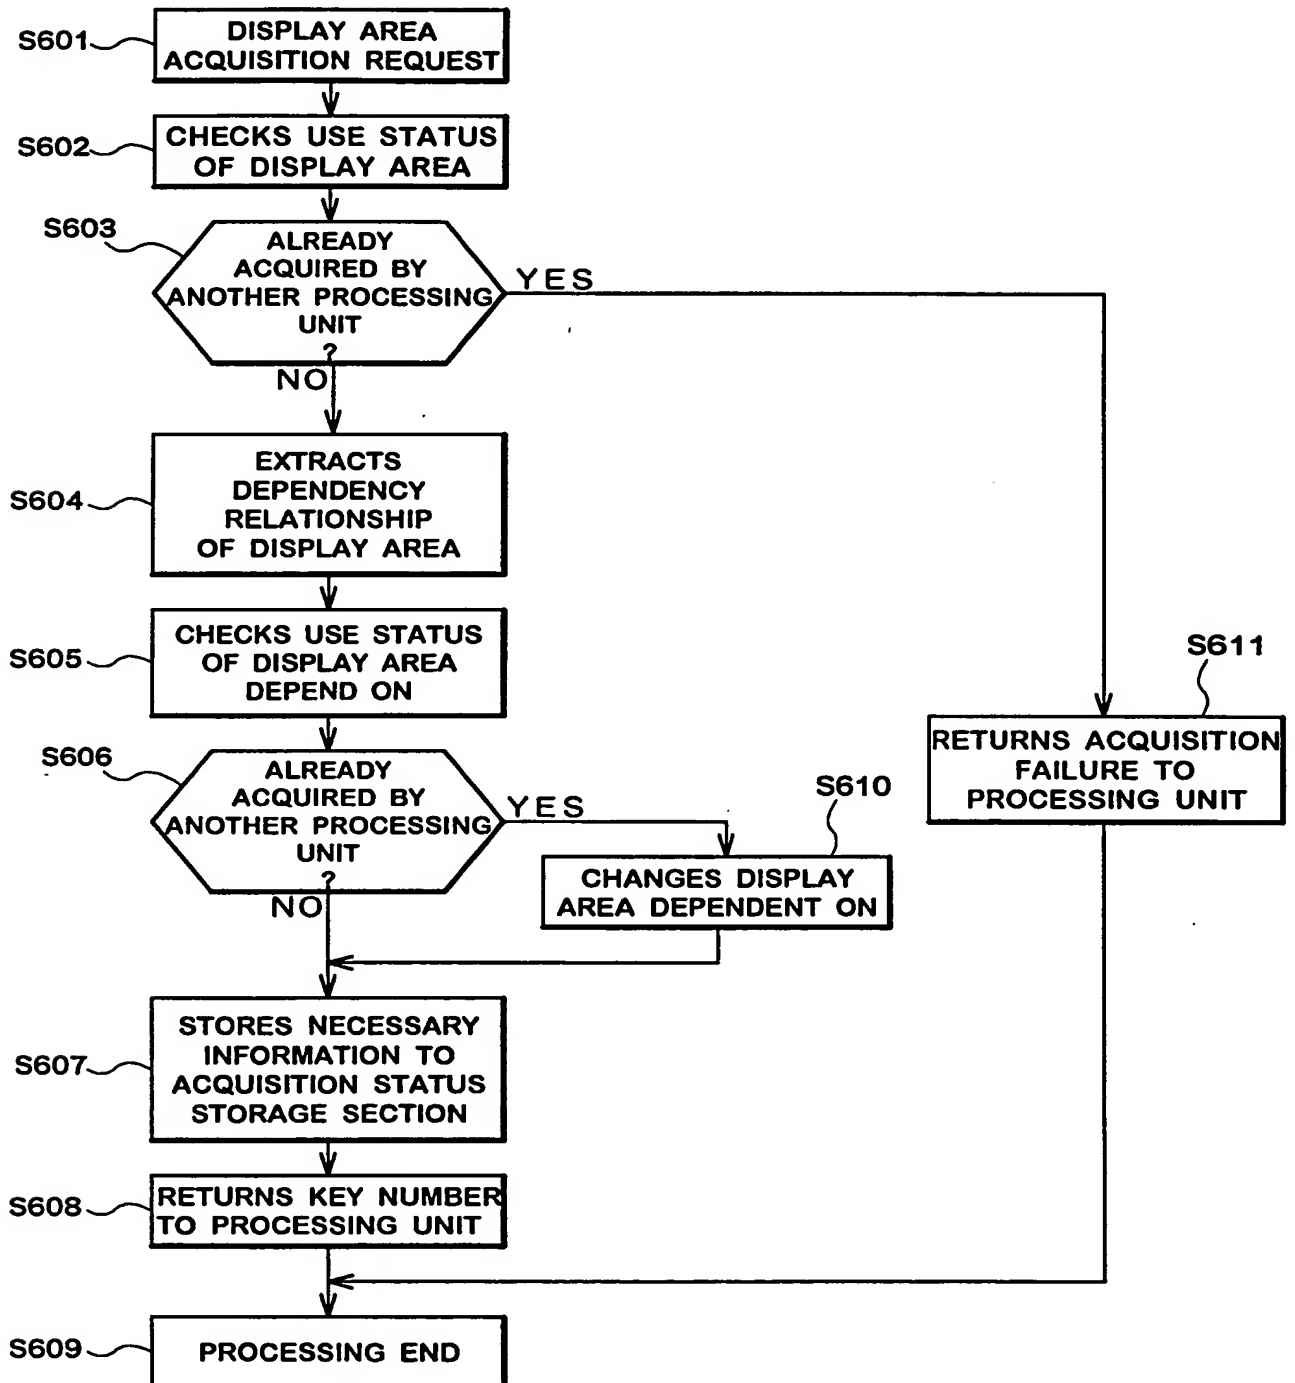 S601
DISPLAY AREA
ACQUISITION REQUEST
S602
CHECKS USE STATUS
OF DISPLAY AREA
S603
ALREADY
ACQUIRED BY
ANOTHER PROCESSING
UNIT
?
YES
NO
S604
EXTRACTS
DEPENDENCY
RELATIONSHIP
OF DISPLAY AREA
S605
CHECKS USE STATUS
OF DISPLAY AREA
DEPEND ON
S606
ALREADY
ACQUIRED BY
ANOTHER PROCESSING
UNIT
?
YES
NO
S610
CHANGES DISPLAY
AREA DEPENDENT ON
S611
RETURNS ACQUISITION
FAILURE TO
PROCESSING UNIT
S607
STORES NECESSARY
INFORMATION TO
ACQUISITION STATUS
STORAGE SECTION
S608
RETURNS KEY NUMBER
TO PROCESSING UNIT
S609
PROCESSING END